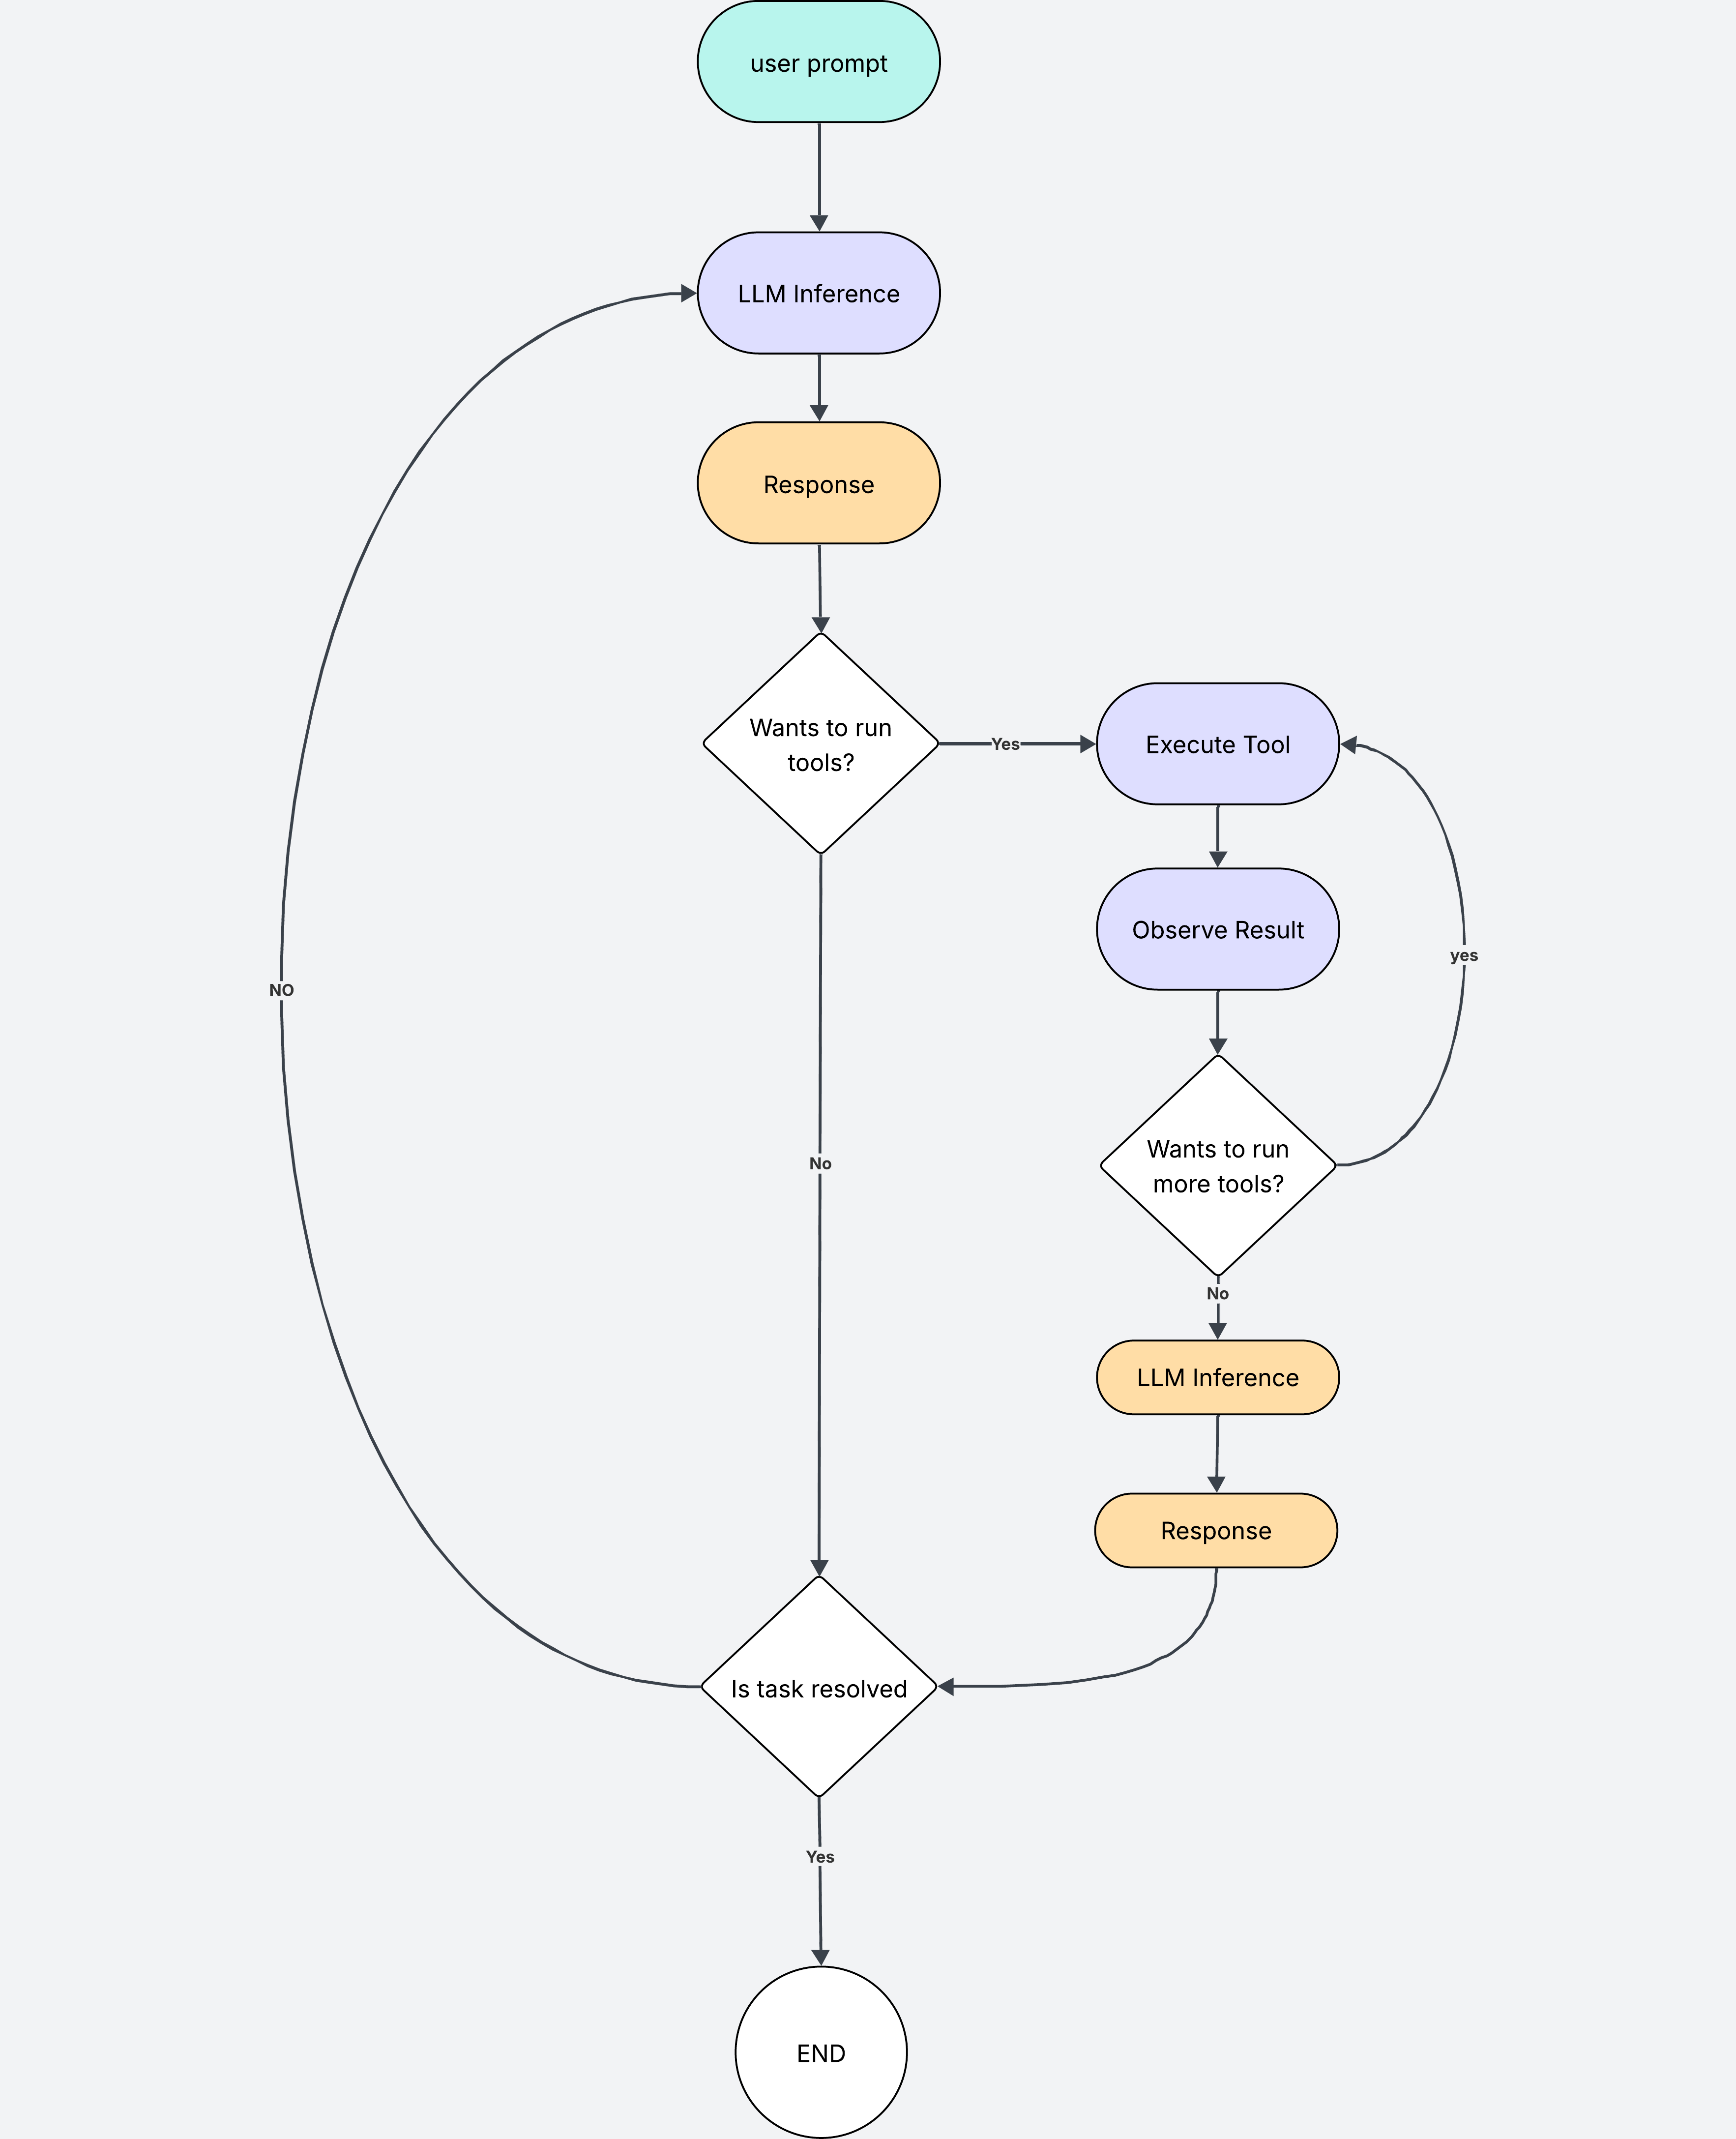 user prompt
LLM Inference
Response
Wants to run
tools?
Yes
Execute Tool
Observe Result
yes
NO
Wants to run
more tools?
No
No
LLM Inference
Response
Is task resolved
Yes
END